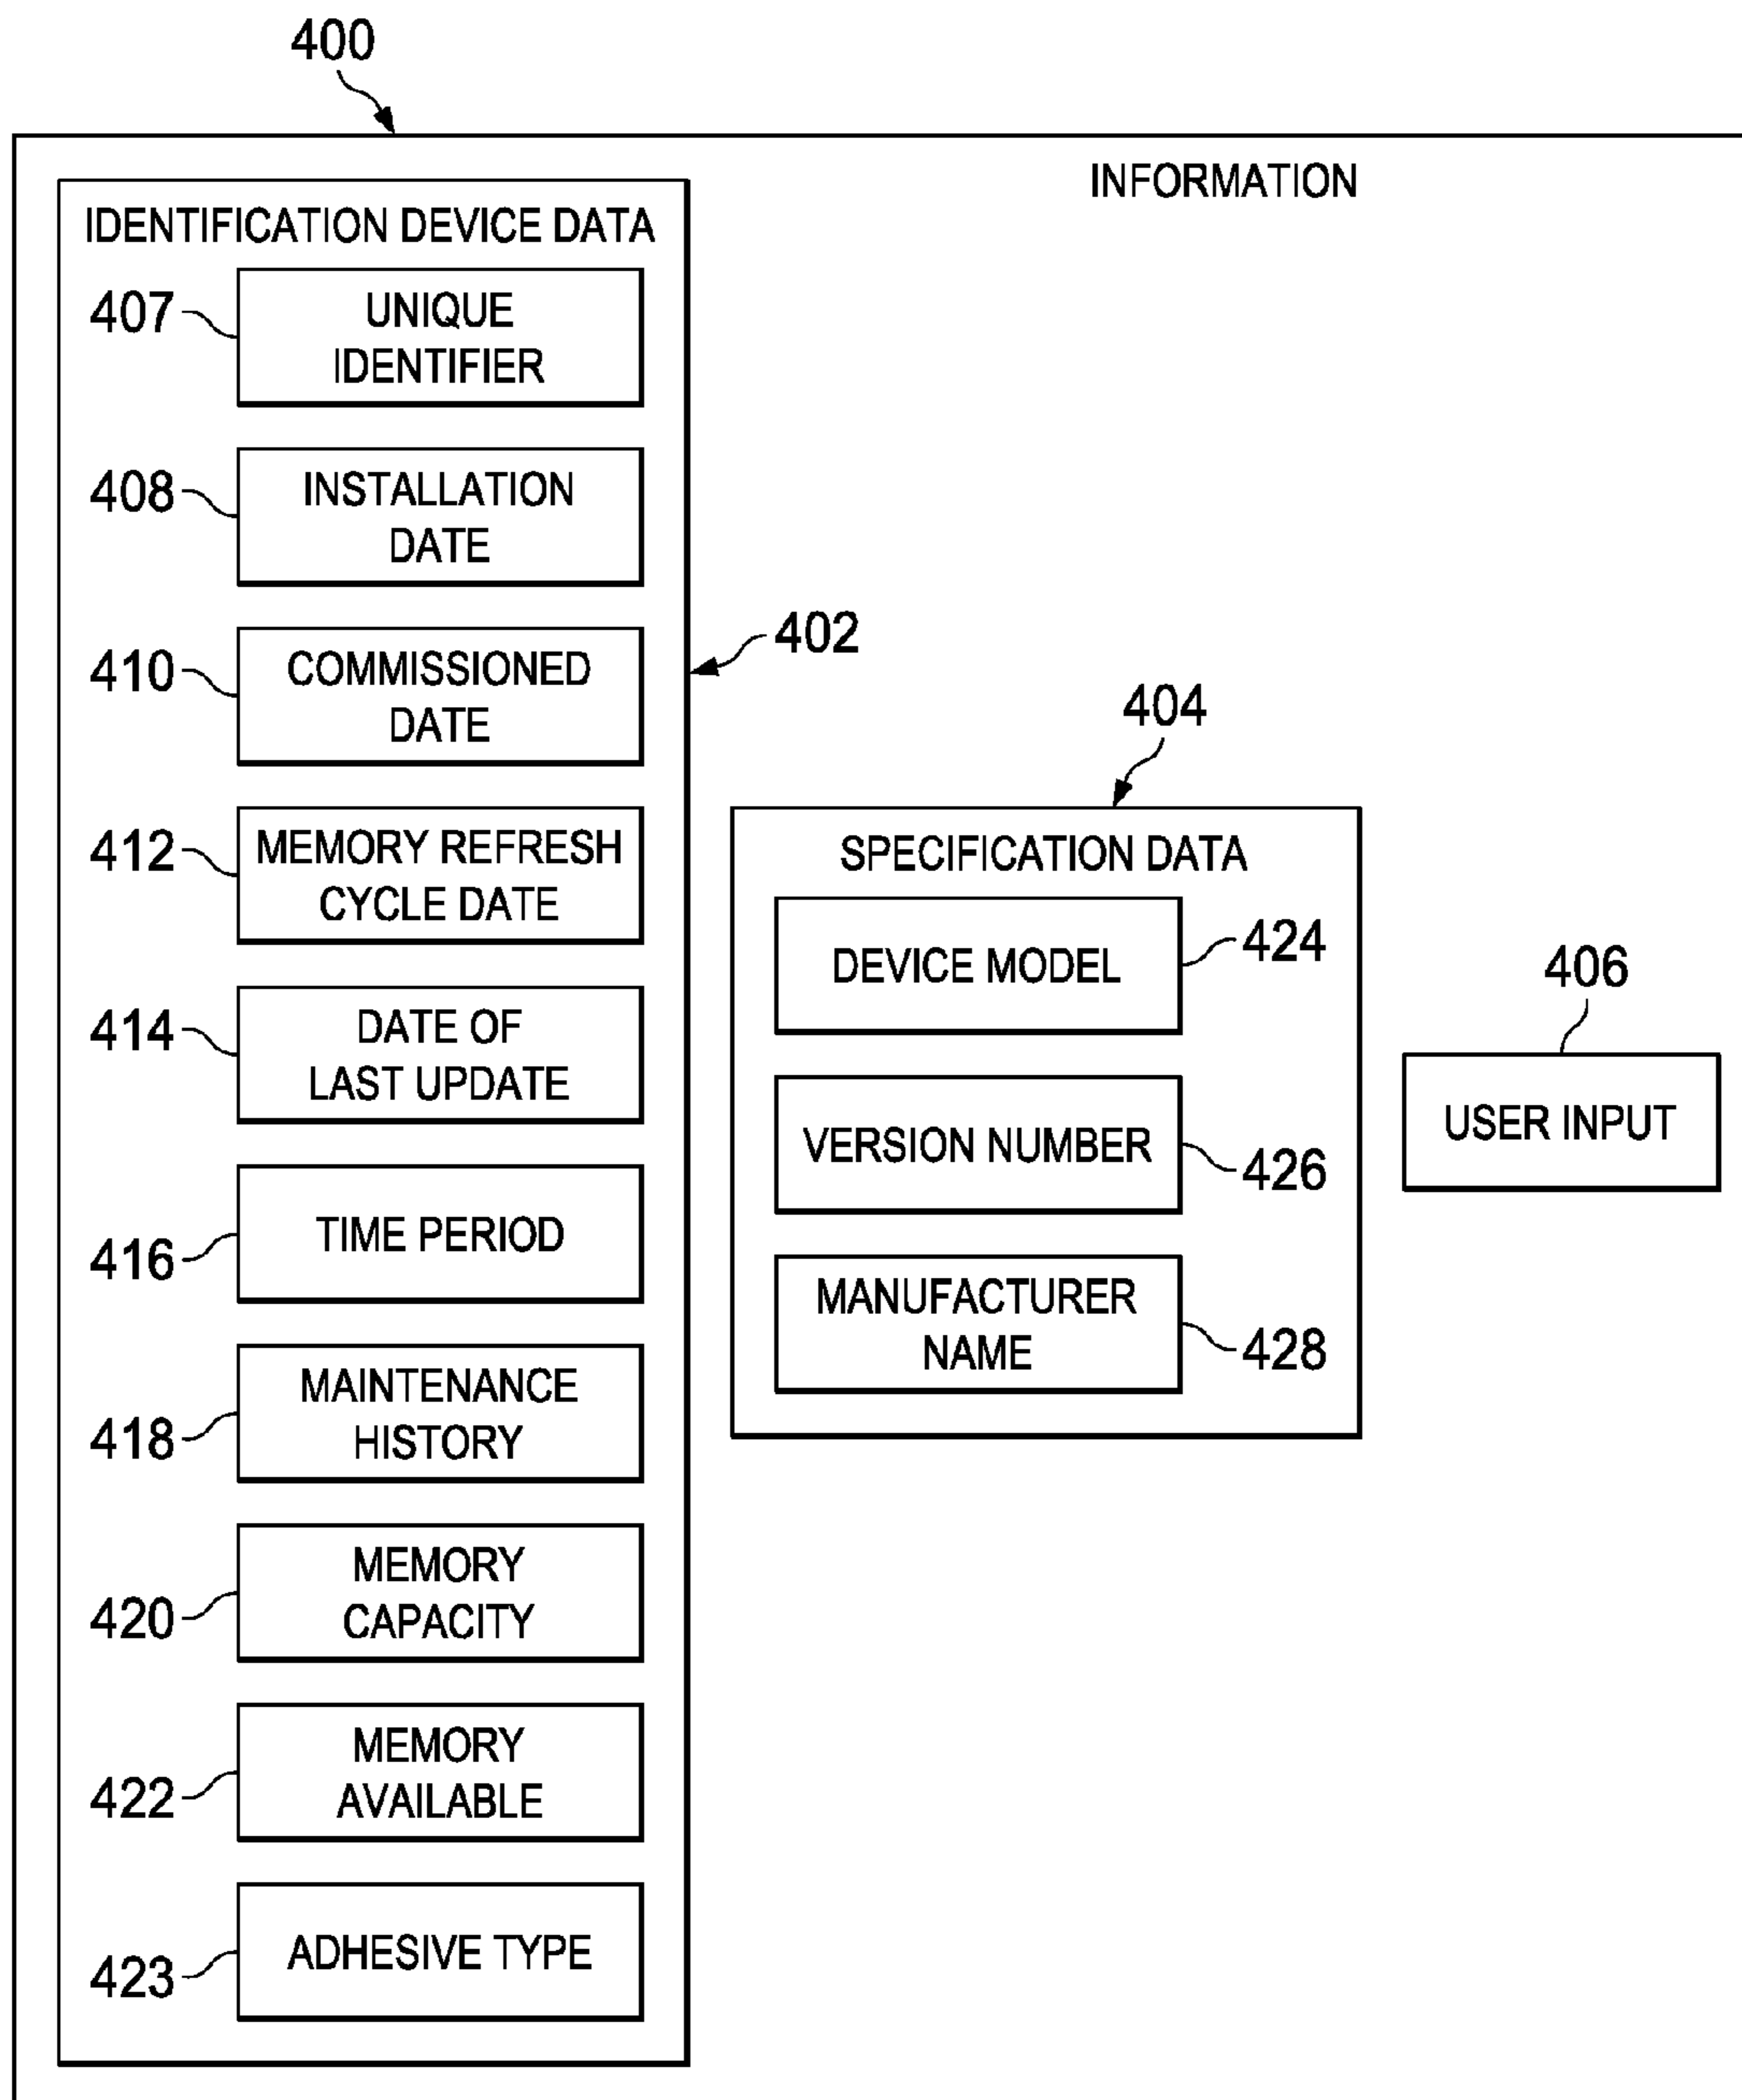 400
INFORMATION
IDENTIFICATION DEVICE DATA
407
UNIQUE
IDENTIFIER
408
INSTALLATION
DATE
410
COMMISSIONED
DATE
402
412
MEMORY REFRESH
CYCLE DATE
414
DATE OF
LAST UPDATE
416
TIME PERIOD
418
MAINTENANCE
HISTORY
420
MEMORY
CAPACITY
422
MEMORY
AVAILABLE
423
ADHESIVE TYPE
404
SPECIFICATION DATA
DEVICE MODEL
424
VERSION NUMBER
426
MANUFACTURER
NAME
428
406
USER INPUT